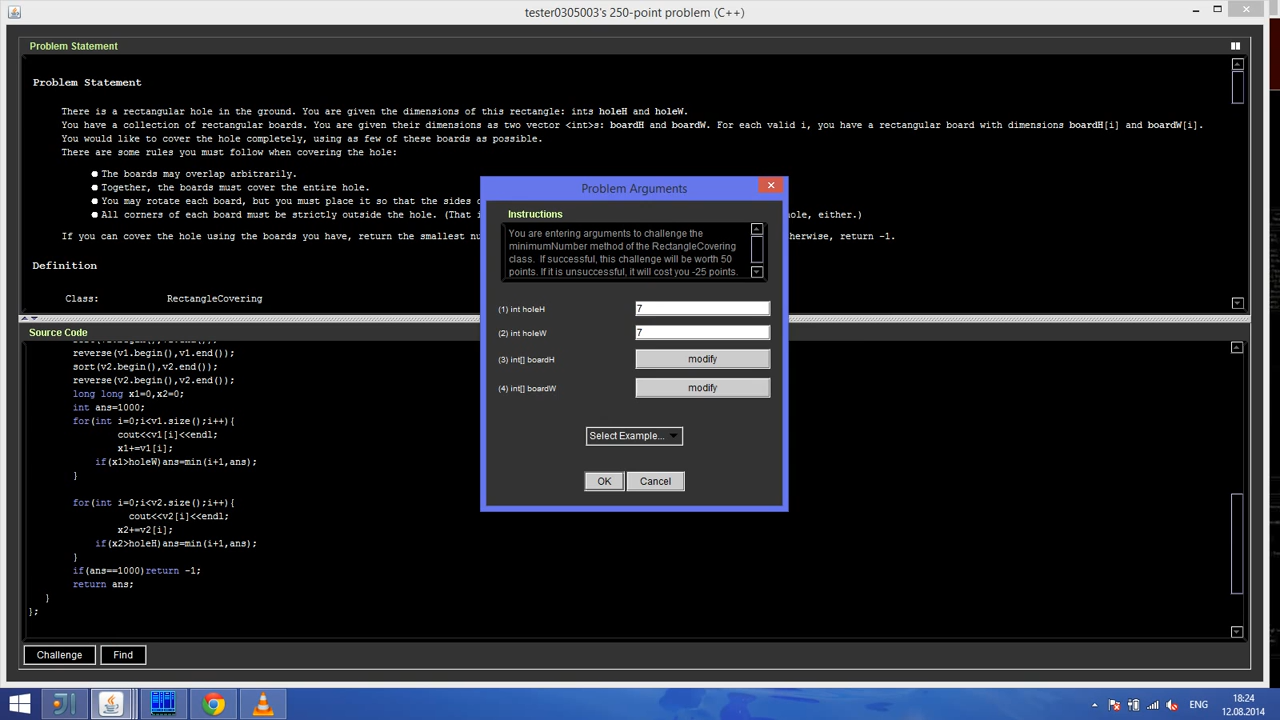 tester0305003's 250-point problem (C++)
Problem Statement
Problem Statement
There is a rectangular hole in the ground. You are given the dimensions of this rectangle: ints holeH and holeW.
You have a collection of rectangular boards. You are given their dimensions as two vector <int>s: boardH and boardW. For each valid i, you have a rectangular board with dimensions boardH[i] and boardW[i].
You would like to cover the hole completely, using as few of these boards as possible.
There are some rules you must follow when covering the hole:
The boards may overlap arbitrarily.
Together, the boards must cover the entire hole.
You may rotate each board, but you must place it so that the sides
All corners of each board must be strictly outside the hole. (That i
hole, either.)
If you can cover the hole using the boards you have, return the smallest
return -1.
Definition
Class: RectangleCovering
Problem Arguments
Instructions
You are entering arguments to challenge the
minimumNumber method of the RectangleCovering
class. If successful, this challenge will be worth 50
points. If it is unsuccessful, it will cost you -25 points.
(1) int holeH 7
(2) int holeW 7
(3) int[] boardH modify
(4) int[] boardW modify
Select Example...
OK Cancel
Source Code
reverse(v1.begin(),v1.end());
sort(v2.begin(),v2.end());
reverse(v2.begin(),v2.end());
long long x1=0,x2=0;
int ans=1000;
for(int i=0;i<v1.size();i++){
cout<<v1[i]<<endl;
x1+=v1[i];
if(x1>holeW)ans=min(i+1,ans);
}
for(int i=0;i<v2.size();i++){
cout<<v2[i]<<endl;
x2+=v2[i];
if(x2>holeH)ans=min(i+1,ans);
}
if(ans==1000)return -1;
return ans;
}
};
Challenge Find
ENG
18:24
12.08.2014